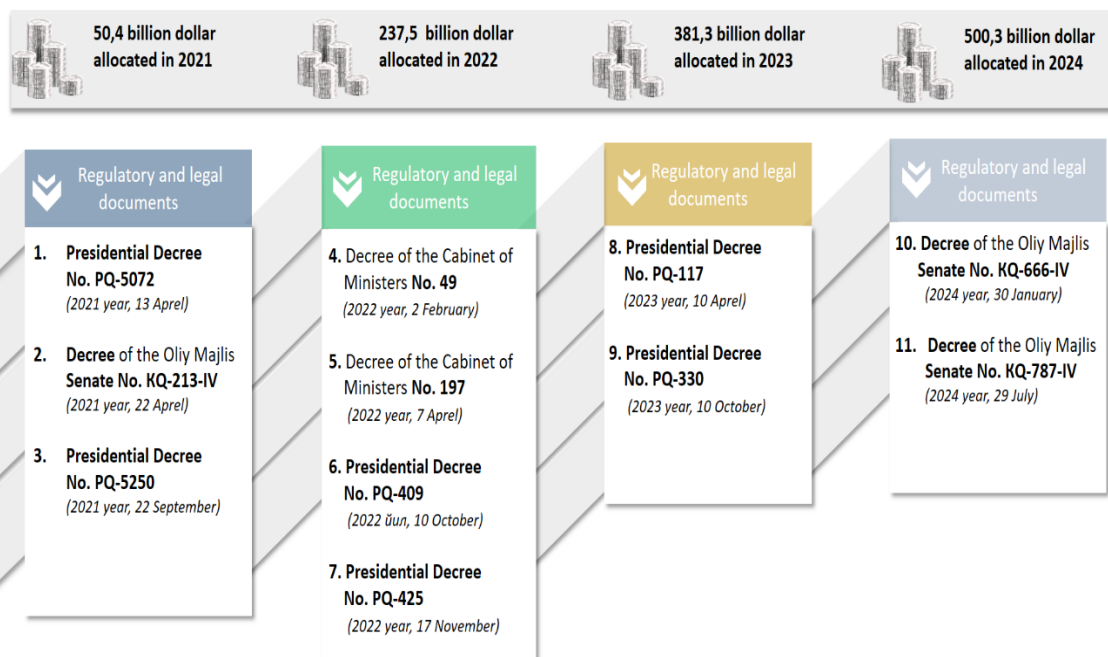 50,4 billion dollar
allocated in 2021
237,5 billion dollar
allocated in 2022
381,3 billion dollar
allocated in 2023
500,3 billion dollar
allocated in 2024
Regulatory and legal
documents
1. Presidential Decree
No. PQ-5072
(2021 year, 13 Aprel)
2. Decree of the Oliy Majlis
Senate No. KQ-213-IV
(2021 year, 22 Aprel)
3. Presidential Decree
No. PQ-5250
(2021 year, 22 September)
Regulatory and legal
documents
4. Decree of the Cabinet of
Ministers No. 49
(2022 year, 2 February)
5. Decree of the Cabinet of
Ministers No. 197
(2022 year, 7 Aprel)
6. Presidential Decree
No. PQ-409
(2022 йил, 10 October)
7. Presidential Decree
No. PQ-425
(2022 year, 17 November)
Regulatory and legal
documents
8. Presidential Decree
No. PQ-117
(2023 year, 10 Aprel)
9. Presidential Decree
No. PQ-330
(2023 year, 10 October)
Regulatory and legal
documents
10. Decree of the Oliy Majlis
Senate No. KQ-666-IV
(2024 year, 30 January)
11. Decree of the Oliy Majlis
Senate No. KQ-787-IV
(2024 year, 29 July)